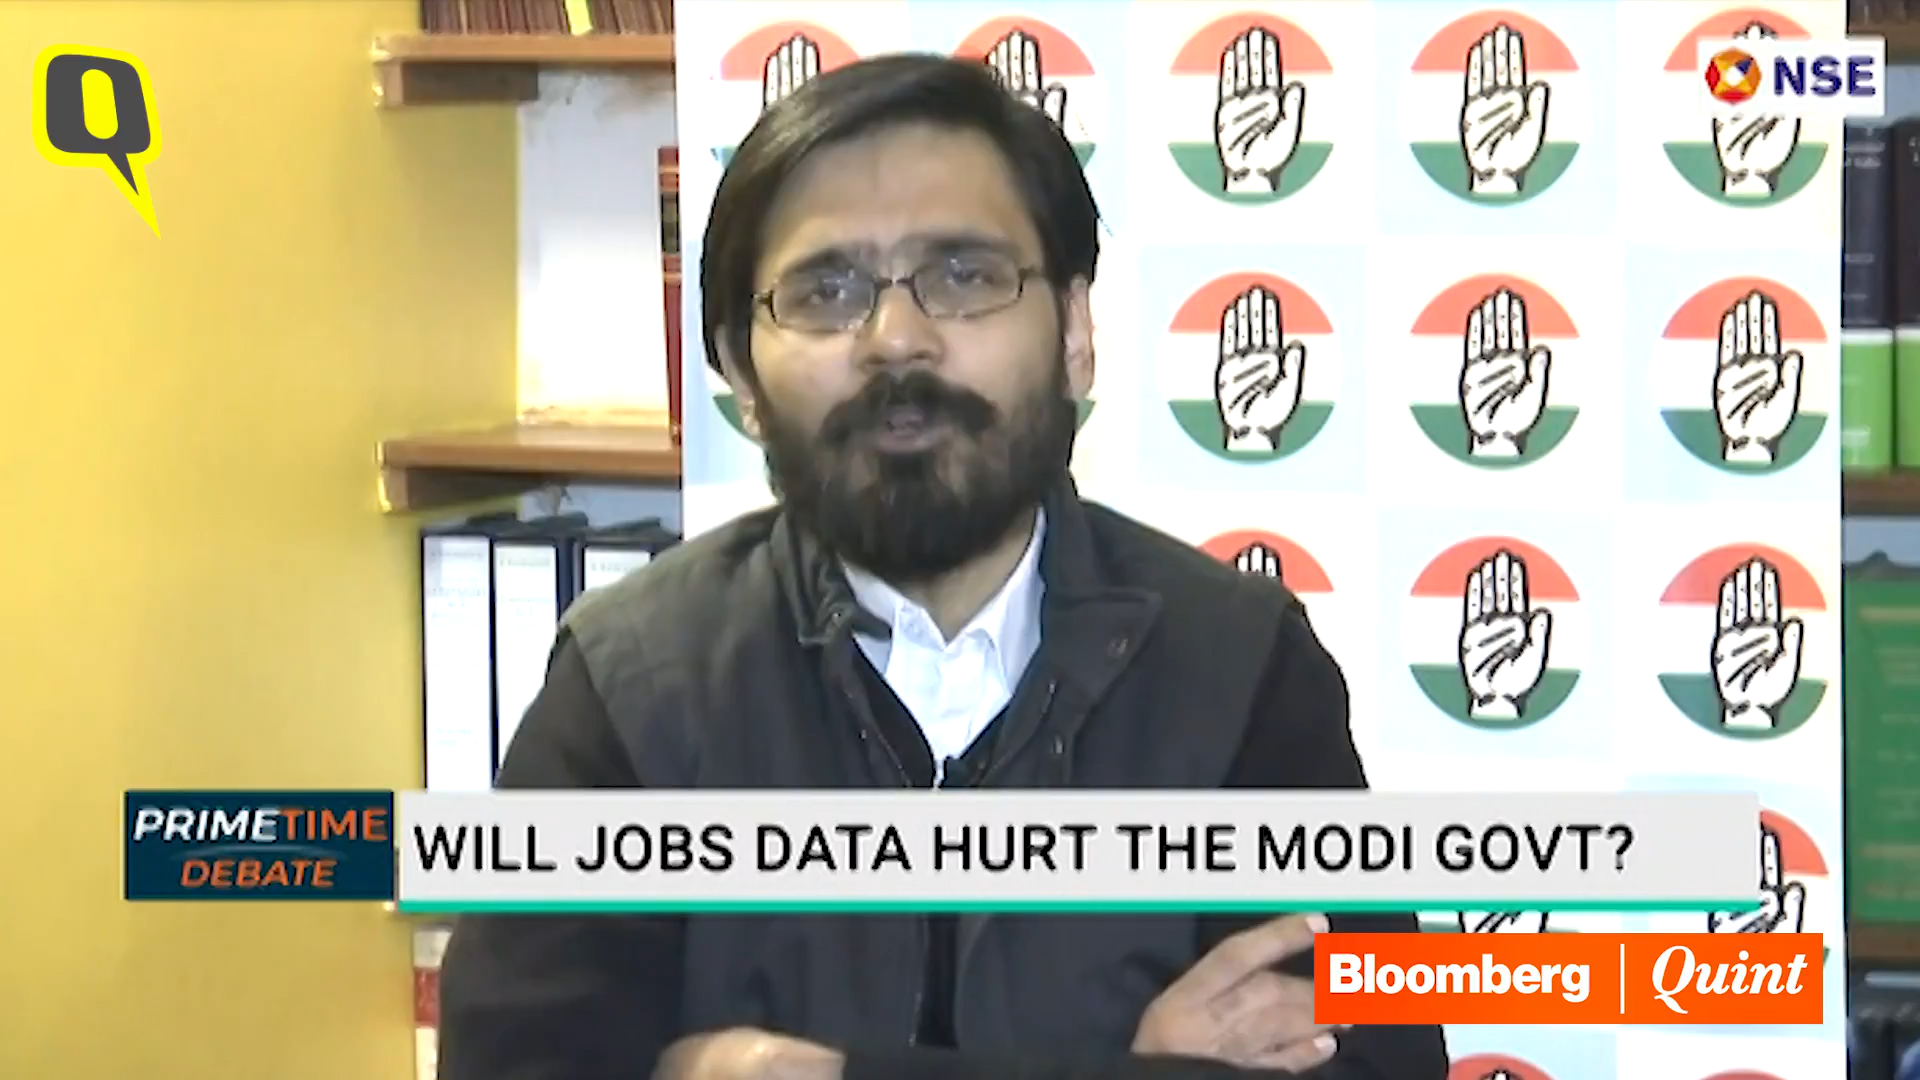 Q
NSE
PRIMETIME
DEBATE
WILL JOBS DATA HURT THE MODI GOVT?
Bloomberg | Quint